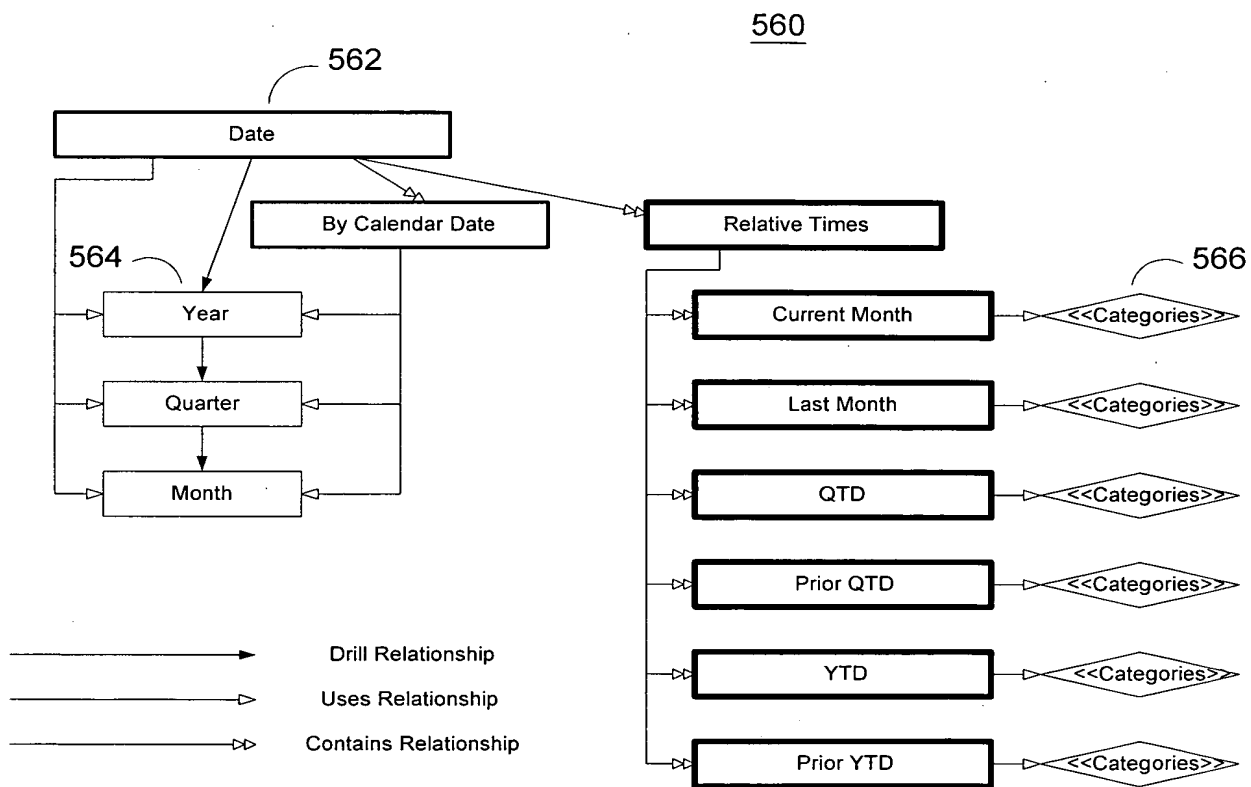 560
562
Date
By Calendar Date
Relative Times
564
566
Year
Current Month
<<Categories>>
Quarter
Last Month
<<Categories>>
Month
QTD
<<Categories>>
Prior QTD
<<Categories>>
Drill Relationship
YTD
<<Categories>>
Uses Relationship
Contains Relationship
Prior YTD
<<Categories>>